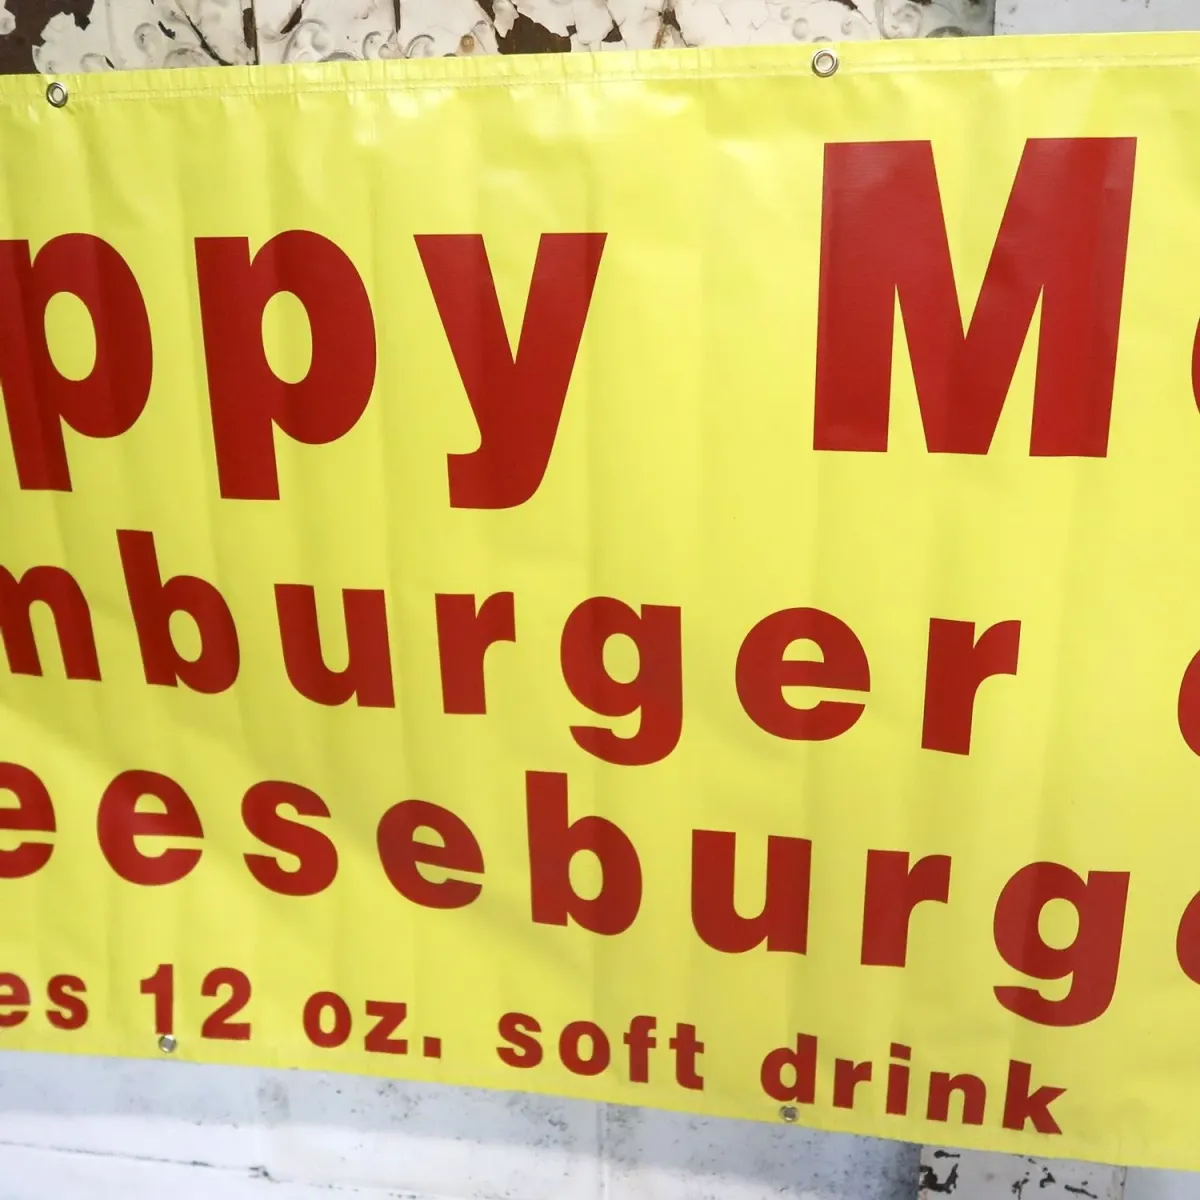 ppy M
mburger
eeseburg
es 12 oz. soft drink